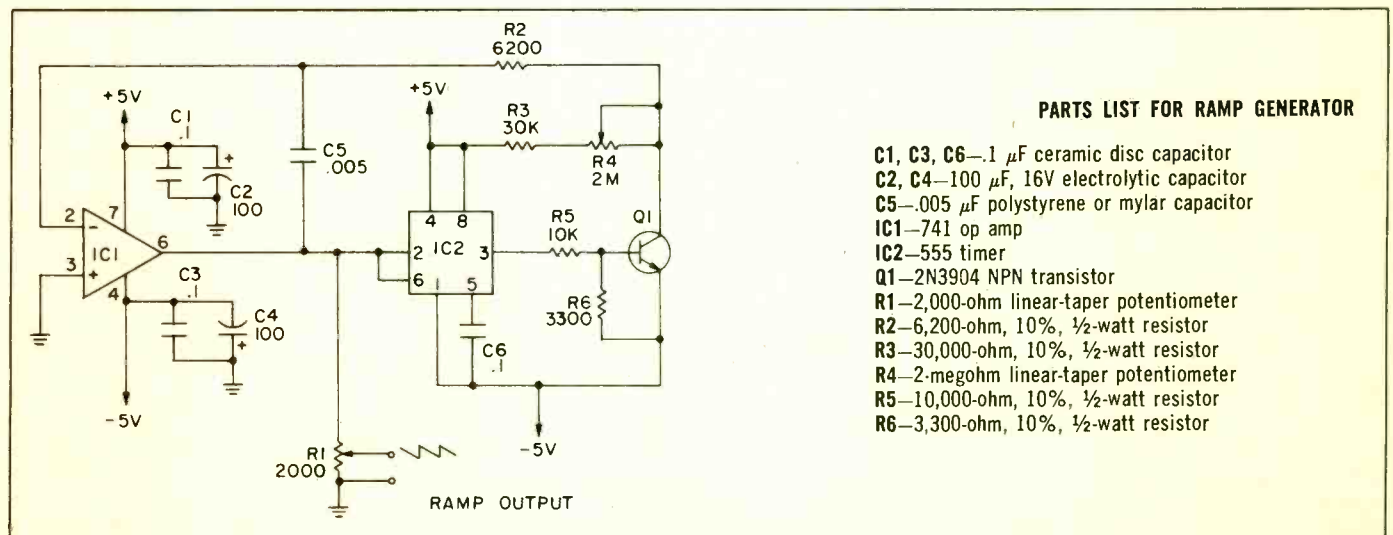 R2
6200
+5V
C1
.1
C2
100
C5
.005
+5V
R3
30K
R4
2M
2
7
6
3
4
IC1
C3
.1
C4
100
-5V
4
8
2
IC2
3
6
1
5
R5
10K
Q1
R6
3300
C6
.1
-5V
R1
2000
RAMP OUTPUT
PARTS LIST FOR RAMP GENERATOR
C1, C3, C6—.1 μF ceramic disc capacitor
C2, C4—100 μF, 16V electrolytic capacitor
C5—.005 μF polystyrene or mylar capacitor
IC1—741 op amp
IC2—555 timer
Q1—2N3904 NPN transistor
R1—2,000-ohm linear-taper potentiometer
R2—6,200-ohm, 10%, ½-watt resistor
R3—30,000-ohm, 10%, ½-watt resistor
R4—2-megohm linear-taper potentiometer
R5—10,000-ohm, 10%, ½-watt resistor
R6—3,300-ohm, 10%, ½-watt resistor